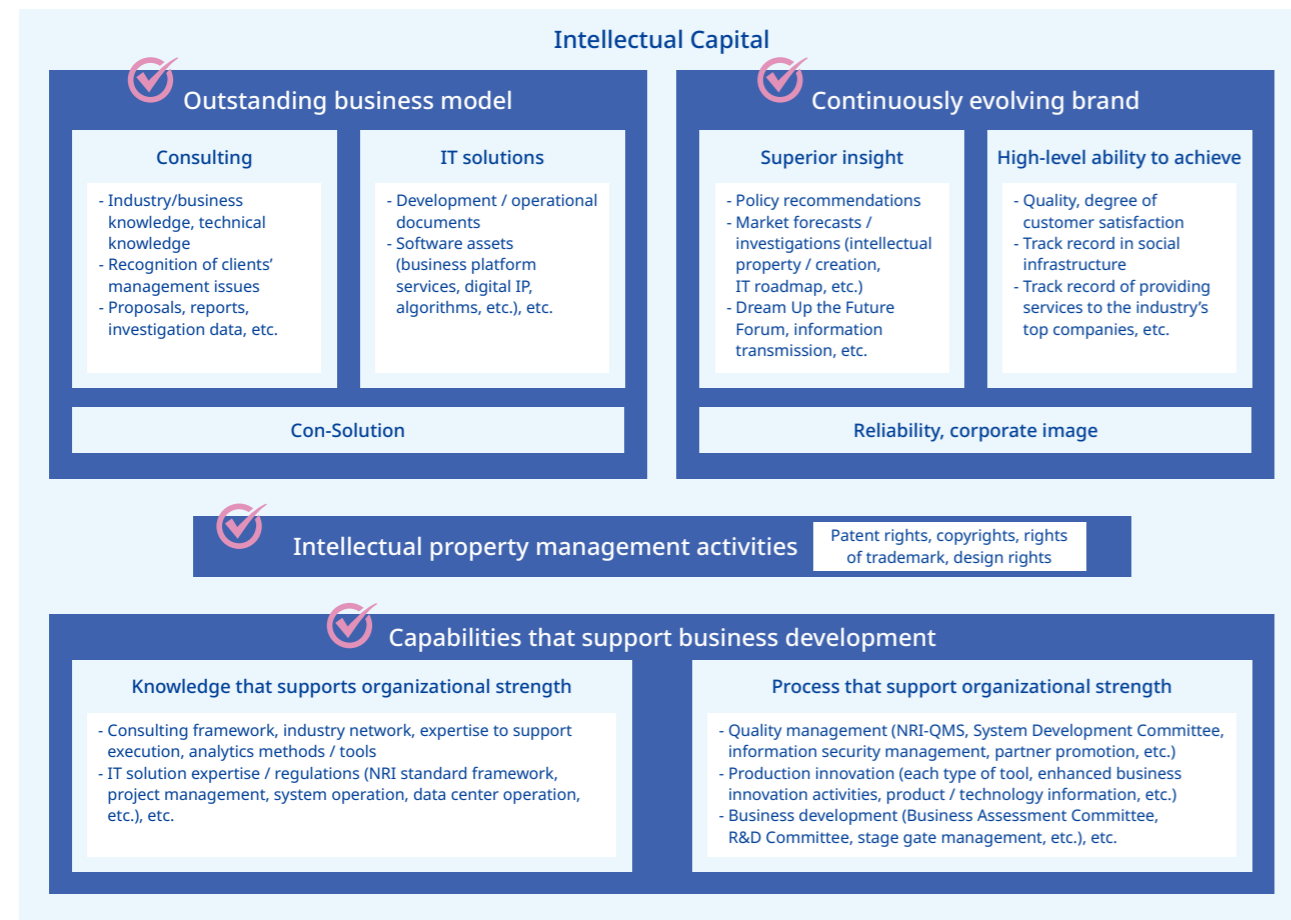 Intellectual Capital
Outstanding business model
Consulting
- Industry/business
knowledge, technical
knowledge
- Recognition of clients’
management issues
- Proposals, reports,
investigation data, etc.
IT solutions
- Development / operational
documents
- Software assets
(business platform
services, digital IP,
algorithms, etc.), etc.
Con-Solution
Continuously evolving brand
Superior insight
- Policy recommendations
- Market forecasts /
investigations (intellectual
property / creation,
IT roadmap, etc.)
- Dream Up the Future
Forum, information
transmission, etc.
High-level ability to achieve
- Quality, degree of
customer satisfaction
- Track record in social
infrastructure
- Track record of providing
services to the industry’s
top companies, etc.
Reliability, corporate image
Intellectual property management activities
Patent rights, copyrights, rights
of trademark, design rights
Capabilities that support business development
Knowledge that supports organizational strength
- Consulting framework, industry network, expertise to support
execution, analytics methods / tools
- IT solution expertise / regulations (NRI standard framework,
project management, system operation, data center operation,
etc.), etc.
Process that support organizational strength
- Quality management (NRI-QMS, System Development Committee,
information security management, partner promotion, etc.)
- Production innovation (each type of tool, enhanced business
innovation activities, product / technology information, etc.)
- Business development (Business Assessment Committee,
R&D Committee, stage gate management, etc.), etc.